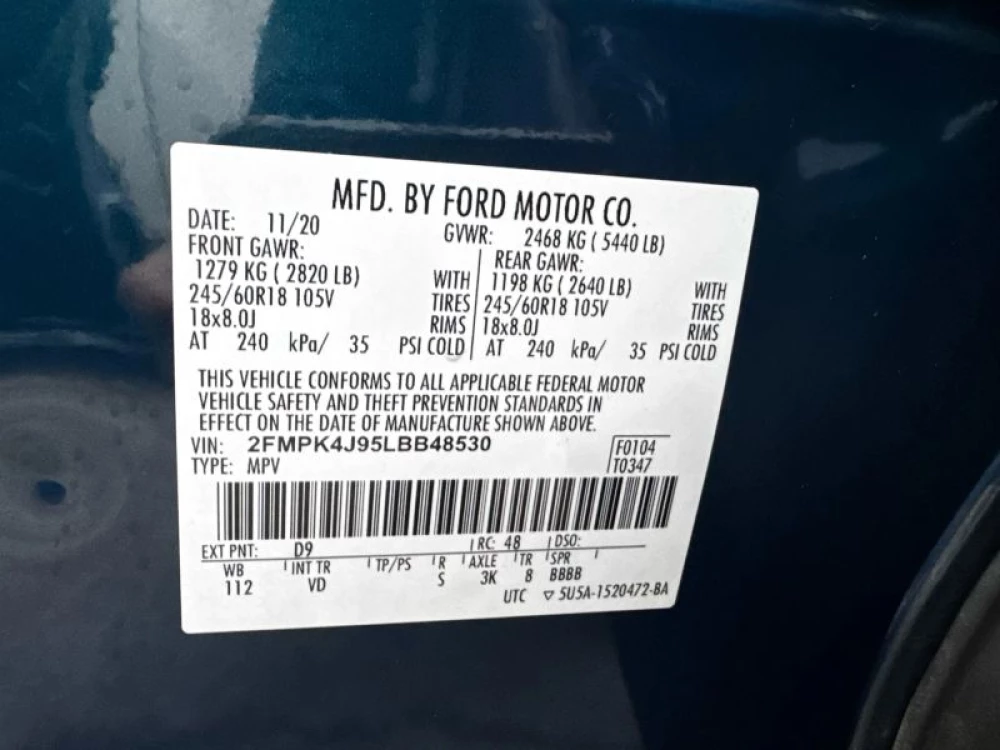 MFD. BY FORD MOTOR CO.
DATE: 11/20 GVWR: 2468 KG ( 5440 LB)
FRONT GAWR: REAR GAWR:
1279 KG ( 2820 LB) WITH 1198 KG ( 2640 LB) WITH
245/60R18 105V TIRES 245/60R18 105V TIRES
18x8.0J RIMS 18x8.0J RIMS
AT 240 kPa/ 35 PSI COLD AT 240 kPa/ 35 PSI COLD
THIS VEHICLE CONFORMS TO ALL APPLICABLE FEDERAL MOTOR
VEHICLE SAFETY AND THEFT PREVENTION STANDARDS IN
EFFECT ON THE DATE OF MANUFACTURE SHOWN ABOVE.
VIN: 2FMPK4J95LBB48530 F0104
TYPE: MPV T0347
EXT PNT: D9 RC: 48 DSO:
WB INT TR TP/PS R AXLE TR SPR
112 VD S 3K 8 BBBB
UTC ▽ 5U5A-1520472-BA